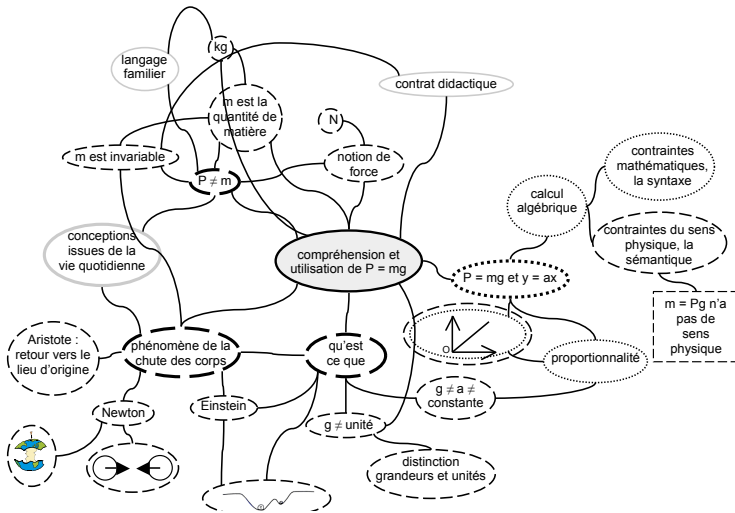 langage
familier
kg
contrat didactique
m est la
quantité de
matière
N
m est invariable
notion de
force
P ≠ m
contraintes
mathématiques,
la syntaxe
calcul
algébrique
contraintes du sens
physique, la
sémantique
conceptions
issues de la
vie quotidienne
compréhension et
utilisation de P = mg
P = mg et y = ax
m = Pg n’a
pas de
sens
physique
Aristote :
retour vers le
lieu d’origine
phénomène de la
chute des corps
qu’est
ce que
O
proportionnalité
Newton
Einstein
g ≠ a ≠
constante
g ≠ unité
distinction
grandeurs et unités